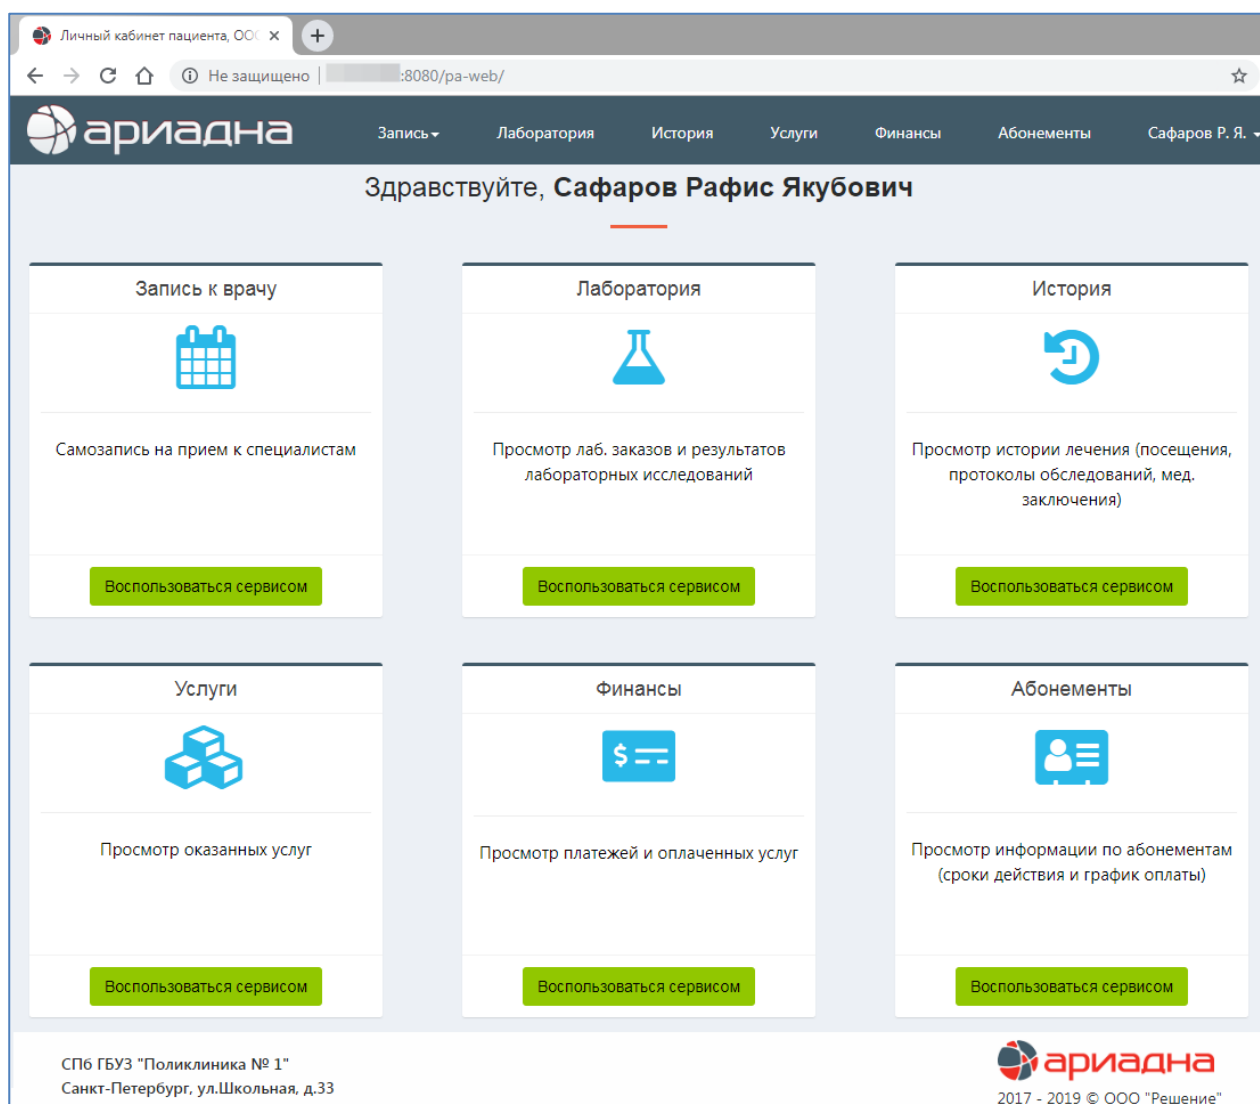 Личный кабинет пациента, ООО
Не защищено | :8080/pa-web/
ариадна Запись Лаборатория История Услуги Финансы Абонементы Сафаров Р. Я.
Здравствуйте, Сафаров Рафис Якубович
Запись к врачу
Самозапись на прием к специалистам
Воспользоваться сервисом
Лаборатория
Просмотр лаб. заказов и результатов
лабораторных исследований
Воспользоваться сервисом
История
Просмотр истории лечения (посещения,
протоколы обследований, мед.
заключения)
Воспользоваться сервисом
Услуги
Просмотр оказанных услуг
Воспользоваться сервисом
Финансы
$
Просмотр платежей и оплаченных услуг
Воспользоваться сервисом
Абонементы
Просмотр информации по абонементам
(сроки действия и график оплаты)
Воспользоваться сервисом
СПб ГБУЗ "Поликлиника № 1"
Санкт-Петербург, ул.Школьная, д.33
ариадна
2017 - 2019 © ООО "Решение"